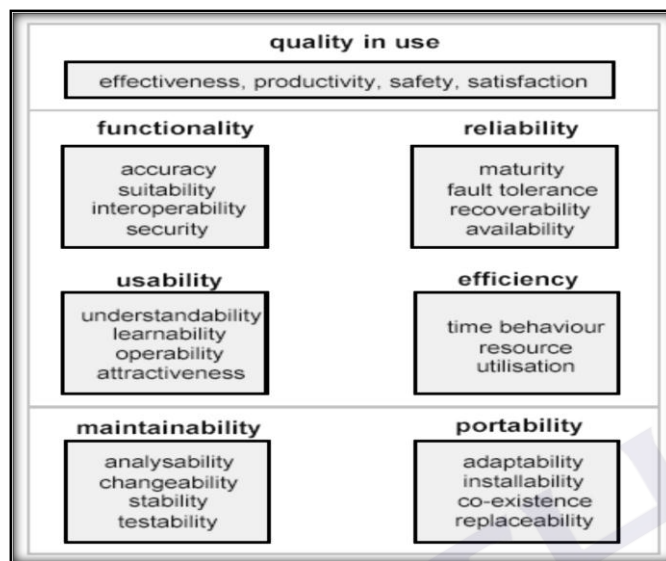 quality in use
effectiveness, productivity, safety, satisfaction
functionality
accuracy
suitability
interoperability
security
reliability
maturity
fault tolerance
recoverability
availability
usability
understandability
learnability
operability
attractiveness
efficiency
time behaviour
resource
utilisation
maintainability
analysability
changeability
stability
testability
portability
adaptability
installability
co-existence
replaceability